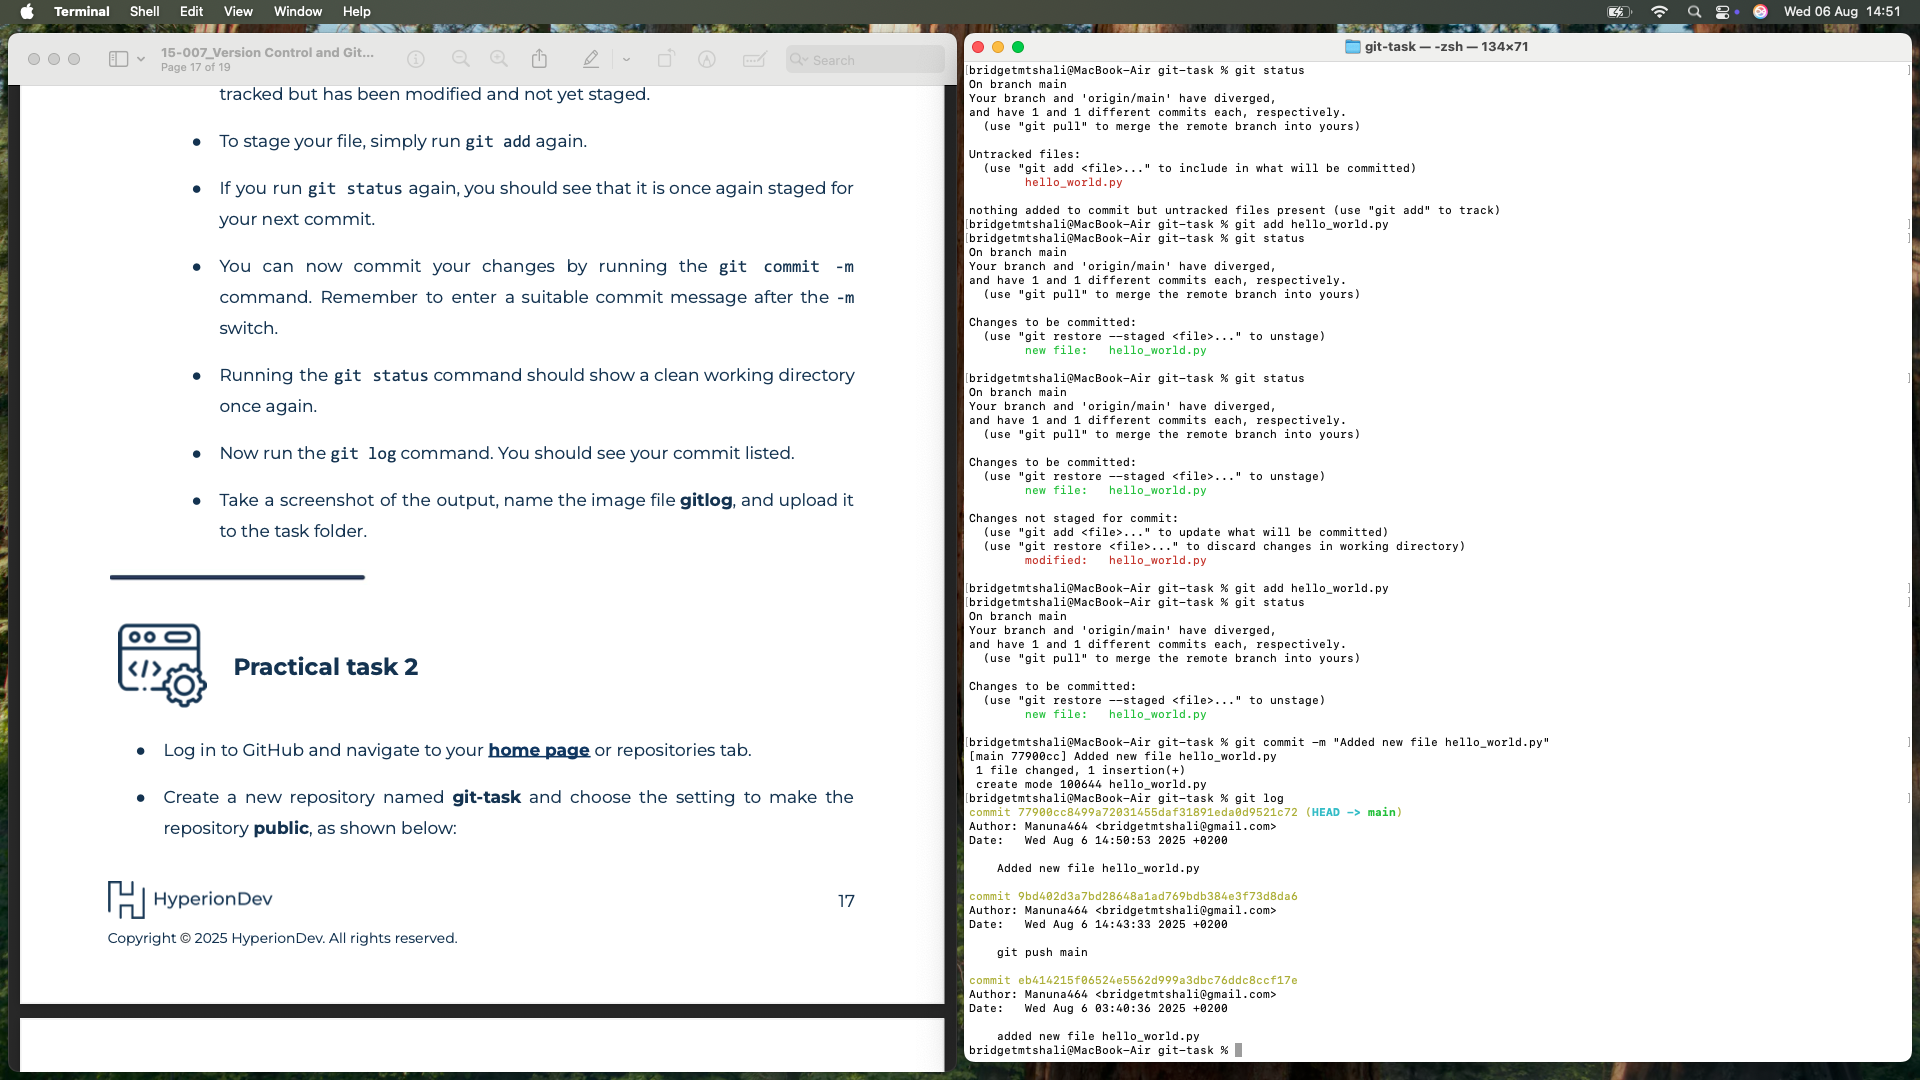 Terminal Shell Edit View Window Help
Wed 06 Aug 14:51
15-007_Version Control and Git...
Page 17 of 19
Search
tracked but has been modified and not yet staged.
● To stage your file, simply run git add again.
● If you run git status again, you should see that it is once again staged for
your next commit.
● You can now commit your changes by running the git commit -m
command. Remember to enter a suitable commit message after the -m
switch.
● Running the git status command should show a clean working directory
once again.
● Now run the git log command. You should see your commit listed.
● Take a screenshot of the output, name the image file gitlog, and upload it
to the task folder.
Practical task 2
● Log in to GitHub and navigate to your home page or repositories tab.
● Create a new repository named git-task and choose the setting to make the
repository public, as shown below:
HyperionDev
17
Copyright © 2025 HyperionDev. All rights reserved.
git-task — -zsh — 134×71
[bridgetmtshali@MacBook-Air git-task % git status ]
On branch main
Your branch and 'origin/main' have diverged,
and have 1 and 1 different commits each, respectively.
(use "git pull" to merge the remote branch into yours)
Untracked files:
(use "git add <file>..." to include in what will be committed)
hello_world.py
nothing added to commit but untracked files present (use "git add" to track)
[bridgetmtshali@MacBook-Air git-task % git add hello_world.py ]
[bridgetmtshali@MacBook-Air git-task % git status ]
On branch main
Your branch and 'origin/main' have diverged,
and have 1 and 1 different commits each, respectively.
(use "git pull" to merge the remote branch into yours)
Changes to be committed:
(use "git restore --staged <file>..." to unstage)
new file: hello_world.py
[bridgetmtshali@MacBook-Air git-task % git status ]
On branch main
Your branch and 'origin/main' have diverged,
and have 1 and 1 different commits each, respectively.
(use "git pull" to merge the remote branch into yours)
Changes to be committed:
(use "git restore --staged <file>..." to unstage)
new file: hello_world.py
Changes not staged for commit:
(use "git add <file>..." to update what will be committed)
(use "git restore <file>..." to discard changes in working directory)
modified: hello_world.py
[bridgetmtshali@MacBook-Air git-task % git add hello_world.py ]
[bridgetmtshali@MacBook-Air git-task % git status ]
On branch main
Your branch and 'origin/main' have diverged,
and have 1 and 1 different commits each, respectively.
(use "git pull" to merge the remote branch into yours)
Changes to be committed:
(use "git restore --staged <file>..." to unstage)
new file: hello_world.py
[bridgetmtshali@MacBook-Air git-task % git commit -m "Added new file hello_world.py" ]
[main 77900cc] Added new file hello_world.py
1 file changed, 1 insertion(+)
create mode 100644 hello_world.py
[bridgetmtshali@MacBook-Air git-task % git log ]
commit 77900cc8499a72031455daf31891eda0d9521c72 (HEAD -> main)
Author: Manuna464 <bridgetmtshali@gmail.com>
Date: Wed Aug 6 14:50:53 2025 +0200
Added new file hello_world.py
commit 9bd402d3a7bd28648a1ad769bdb384e3f73d8da6
Author: Manuna464 <bridgetmtshali@gmail.com>
Date: Wed Aug 6 14:43:33 2025 +0200
git push main
commit eb414215f06524e5562d999a3dbc76ddc8ccf17e
Author: Manuna464 <bridgetmtshali@gmail.com>
Date: Wed Aug 6 03:40:36 2025 +0200
added new file hello_world.py
bridgetmtshali@MacBook-Air git-task %